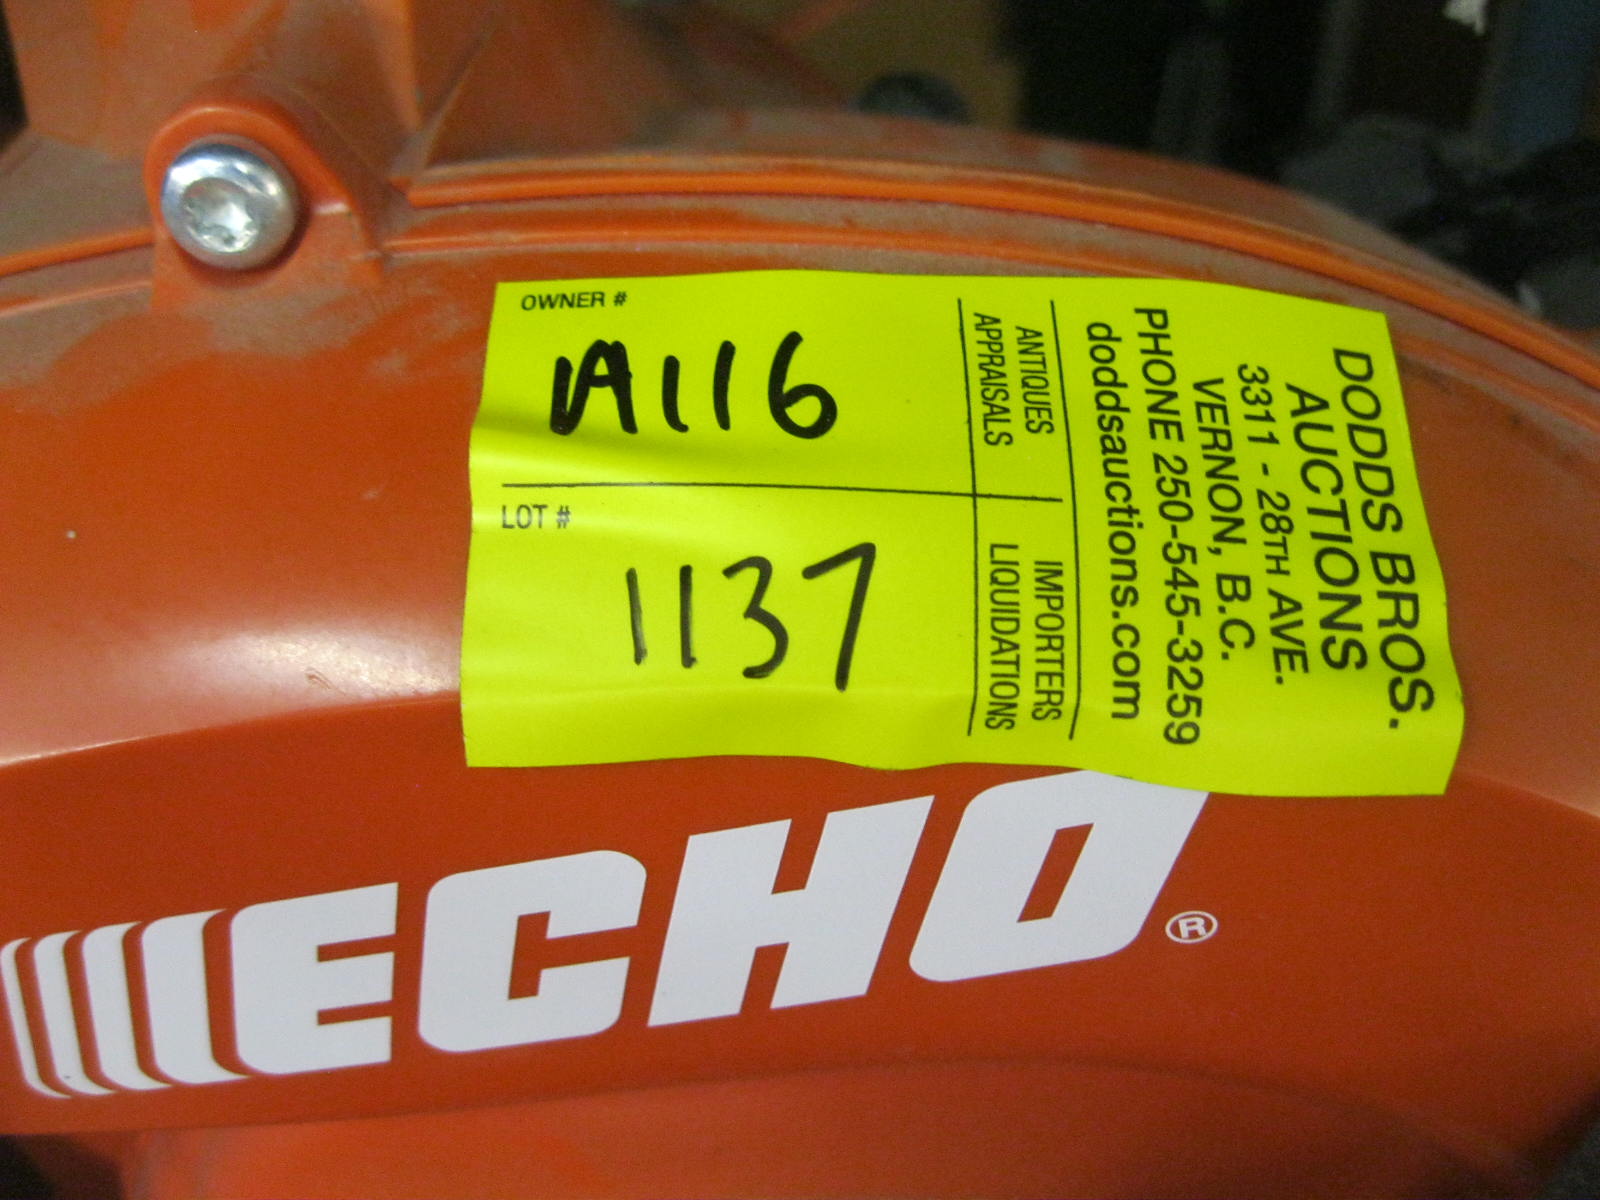 OWNER #
A116
LOT #
1137
ANTIQUES
APPRAISALS
IMPORTERS
LIQUIDATIONS
DODDS BROS.
AUCTIONS
3311 - 28TH AVE.
VERNON, B.C.
PHONE 250-545-3259
doddsauctions.com
ECHO®